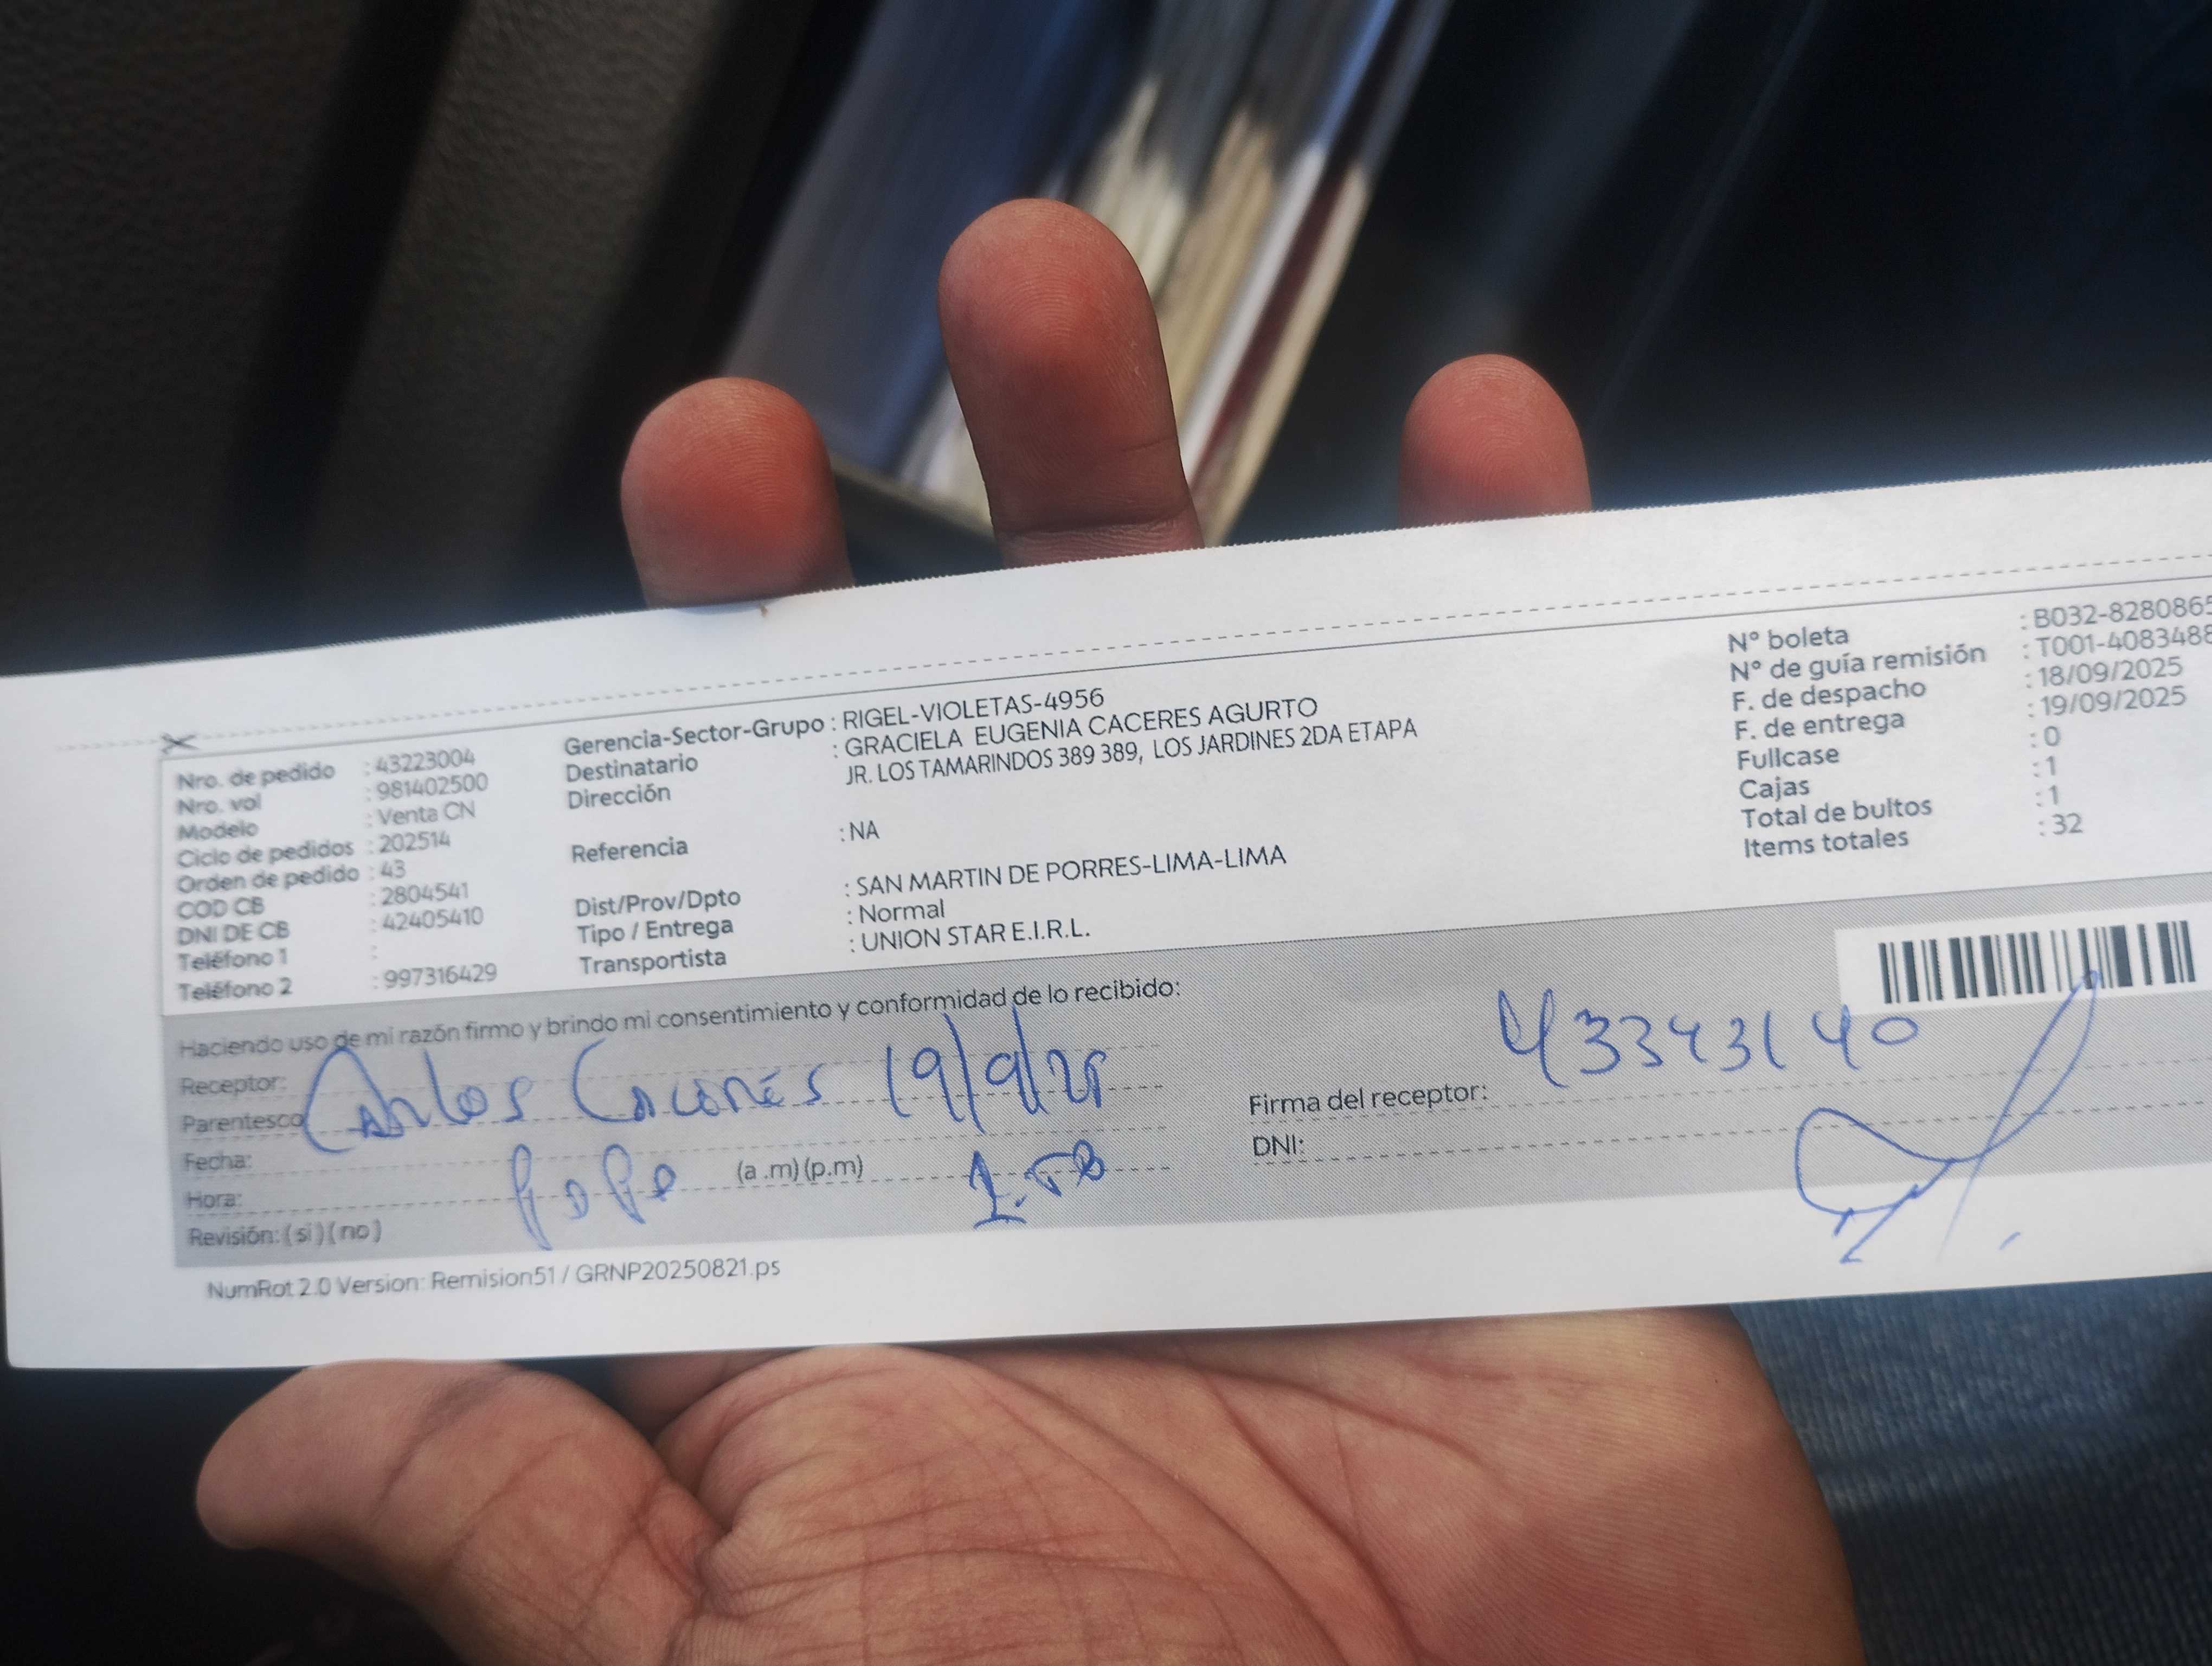 Nro. de pedido : 43223004
Nro. vol : 981402500
Modelo : Venta CN
Ciclo de pedidos : 202514
Orden de pedido : 43
COD CB : 2804541
DNI DE CB : 42405410
Teléfono 1 :
Teléfono 2 : 997316429
Gerencia-Sector-Grupo : RIGEL-VIOLETAS-4956
Destinatario : GRACIELA EUGENIA CACERES AGURTO
Dirección JR. LOS TAMARINDOS 389 389, LOS JARDINES 2DA ETAPA
Referencia : NA
Dist/Prov/Dpto : SAN MARTIN DE PORRES-LIMA-LIMA
Tipo / Entrega : Normal
Transportista : UNION STAR E.I.R.L.
N° boleta : B032-8280865
N° de guía remisión : T001-4083488
F. de despacho : 18/09/2025
F. de entrega : 19/09/2025
Fullcase : 0
Cajas : 1
Total de bultos : 1
Items totales : 32
Haciendo uso de mi razón firmo y brindo mi consentimiento y conformidad de lo recibido:
Receptor:
Parentesco
Carlos 19/9/25
Fecha:
Hora: (a .m) (p.m)
Revisión: ( si ) ( no )
43343140
Firma del receptor:
DNI:
NumRot 2.0 Version: Remision51 / GRNP20250821.ps